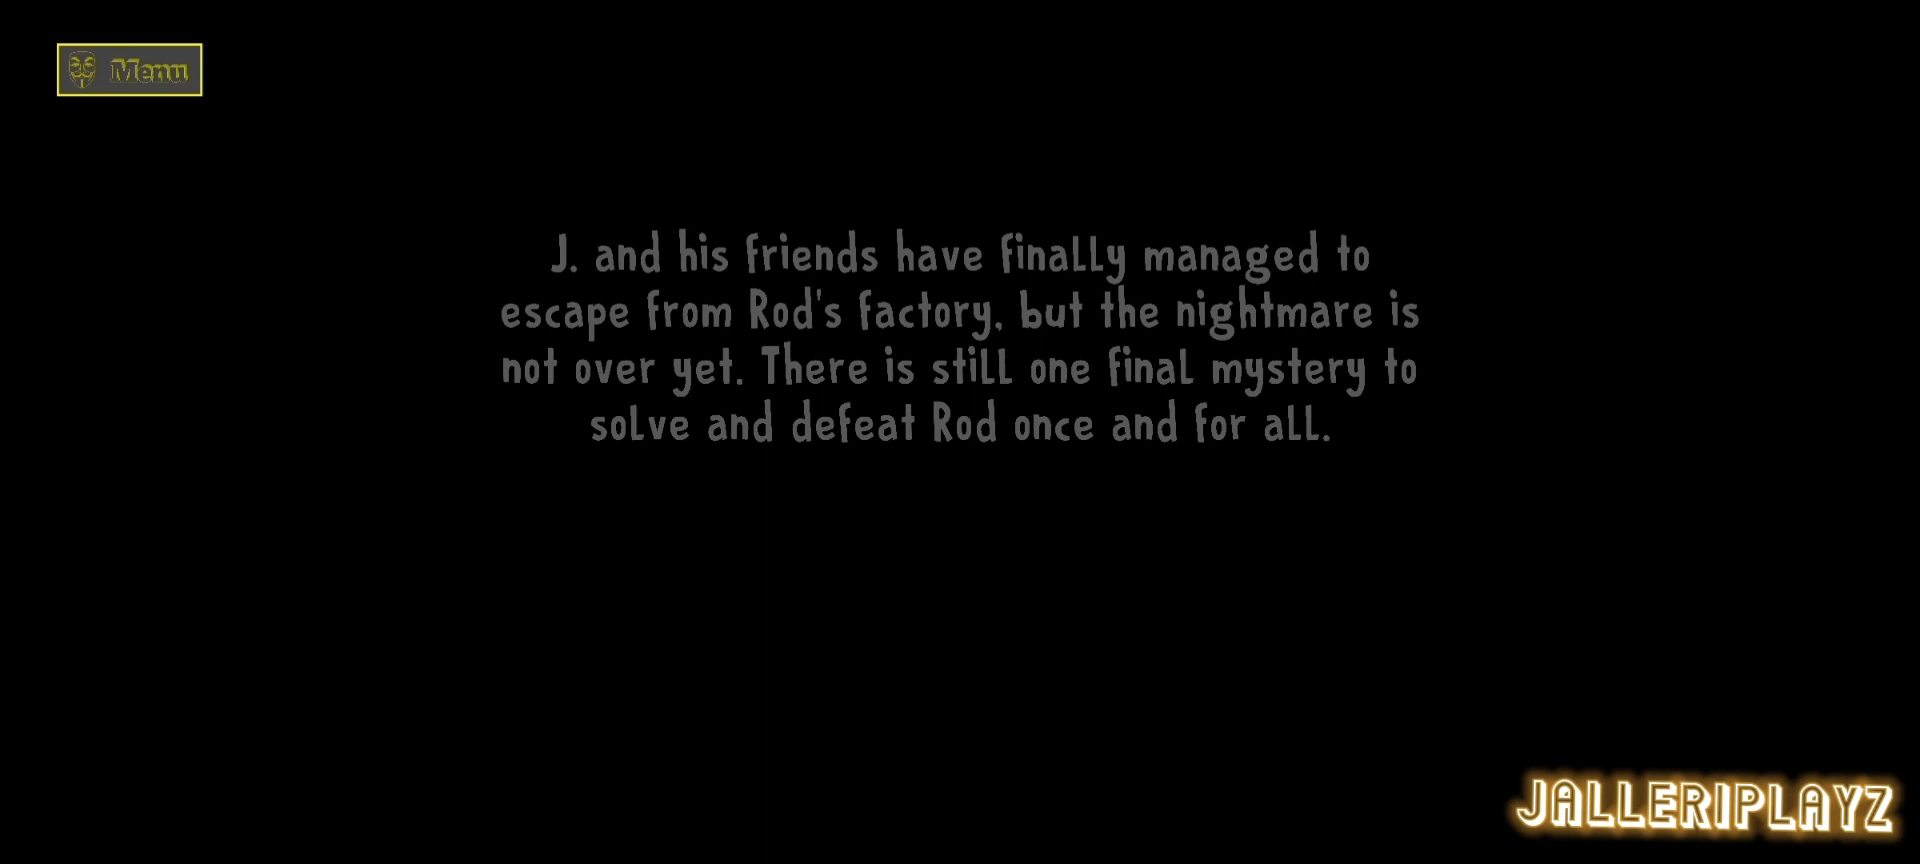 Menu
J. and his friends have finally managed to
escape from Rod's factory, but the nightmare is
not over yet. There is still one final mystery to
solve and defeat Rod once and for all.
JALLERIPLAYZ